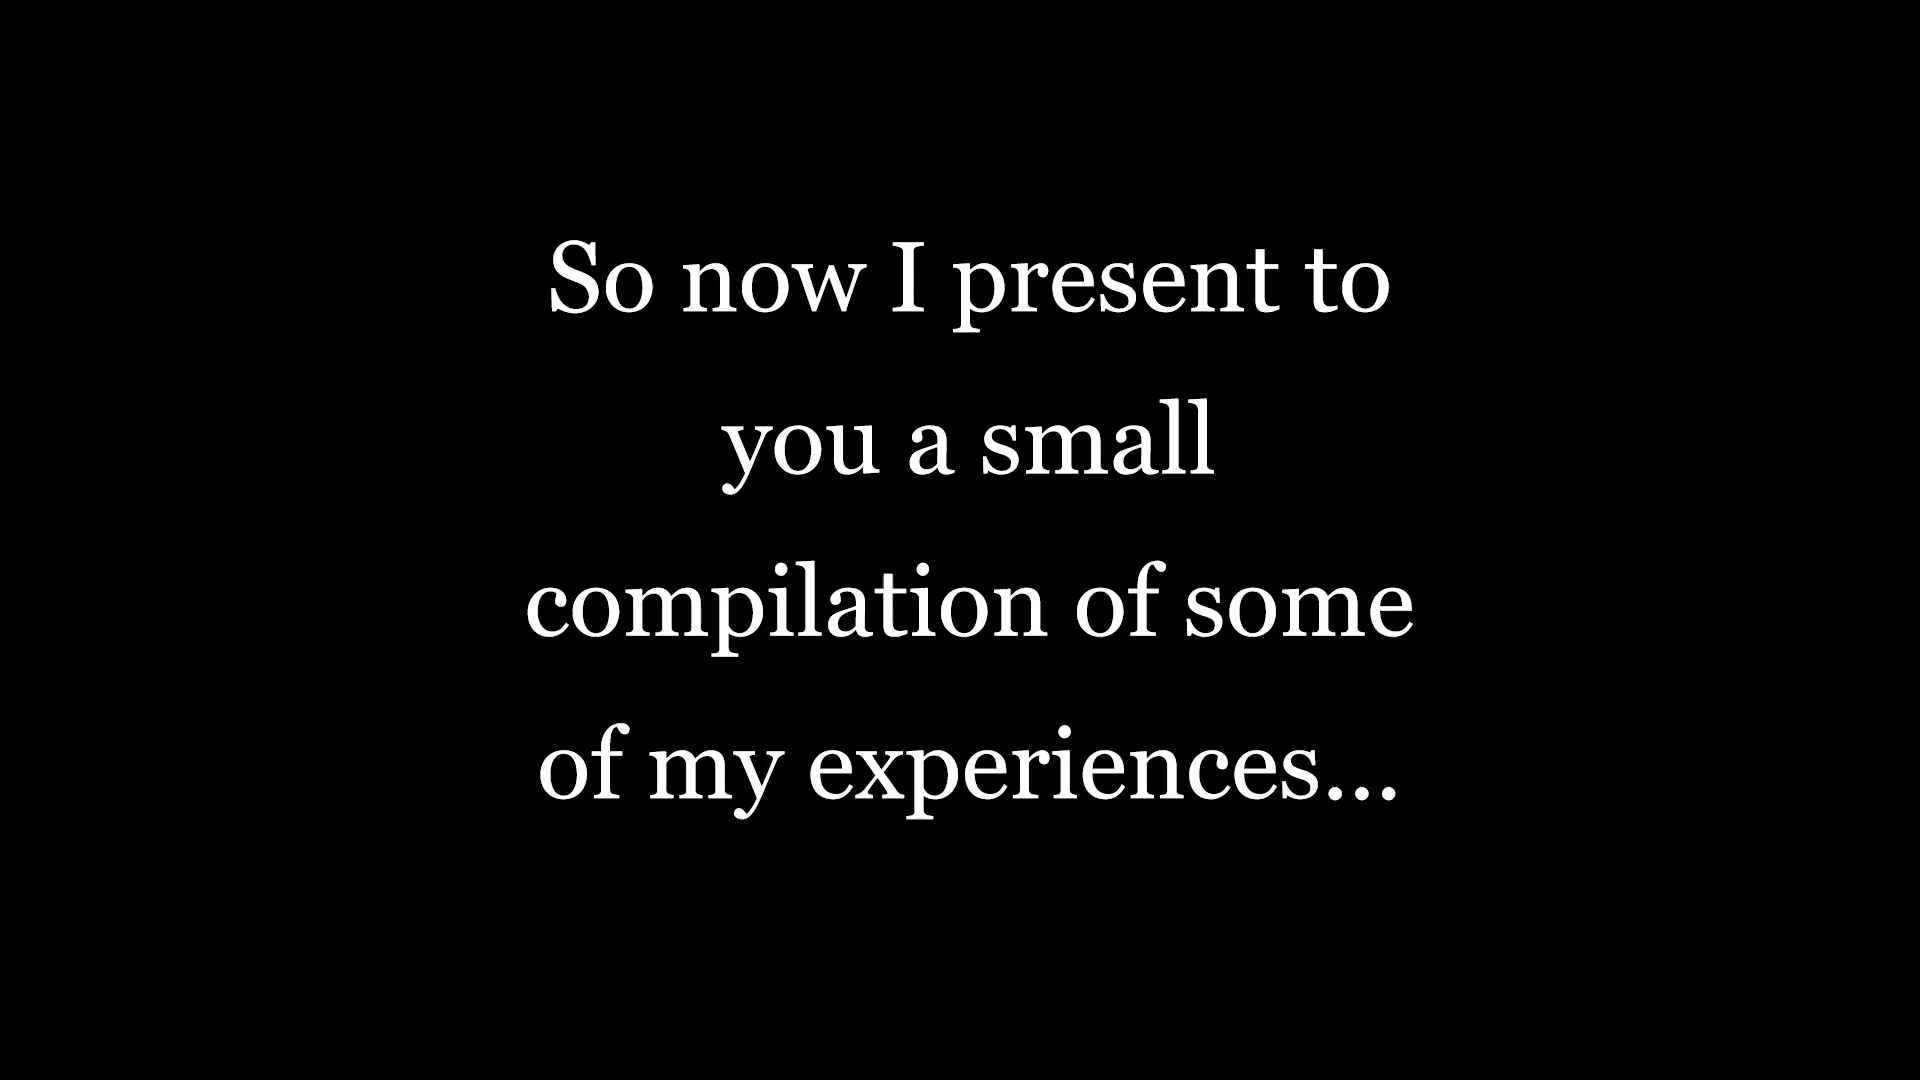 So now I present to
you a small
compilation of some
of my experiences...